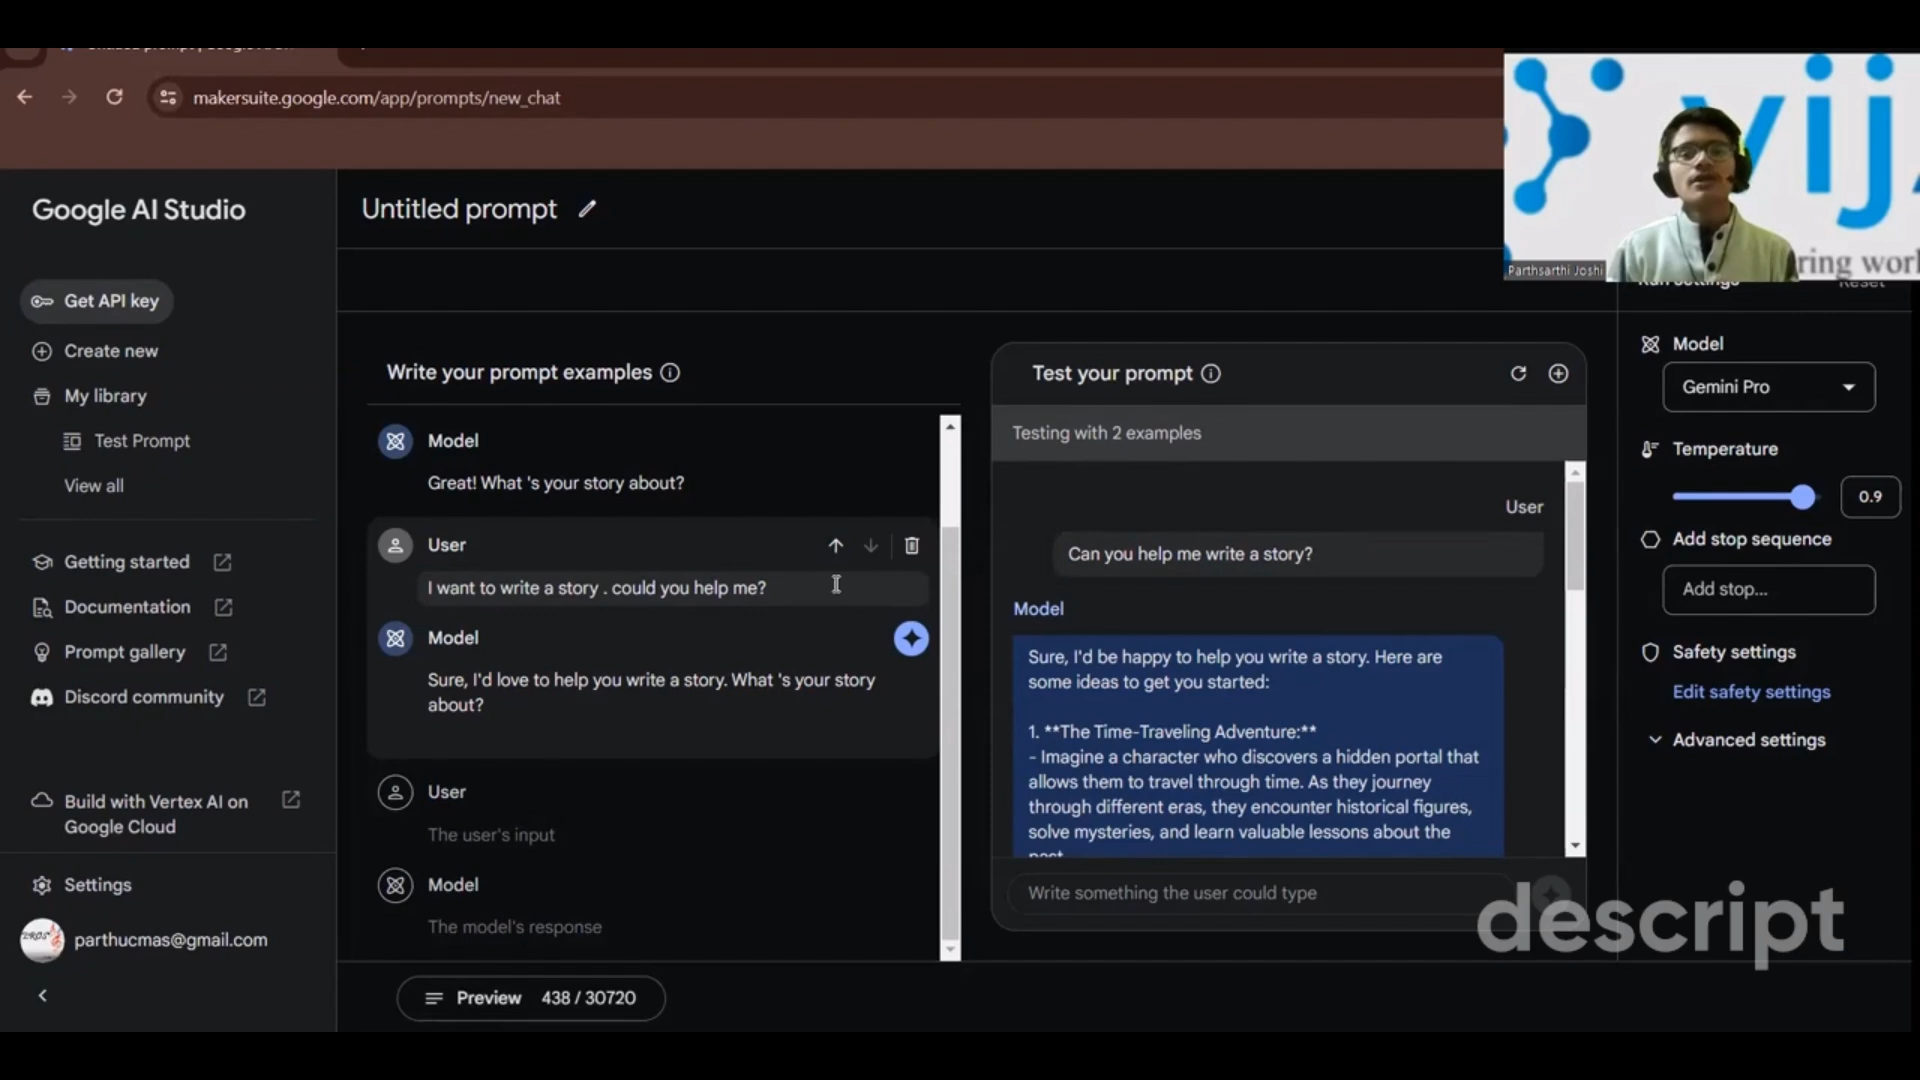 makersuite.google.com/app/prompts/new_chat
vij
ring worl
Parthsarthi Joshi
Google AI Studio
Untitled prompt
Get API key
Create new
My library
Test Prompt
View all
Getting started
Documentation
Prompt gallery
Discord community
Build with Vertex AI on
Google Cloud
Settings
parthucmas@gmail.com
Write your prompt examples
Model
Great! What 's your story about?
User
I want to write a story . could you help me?
Model
Sure, I'd love to help you write a story. What 's your story
about?
User
The user's input
Model
The model's response
Preview 438 / 30720
Test your prompt
Testing with 2 examples
User
Can you help me write a story?
Model
Sure, I'd be happy to help you write a story. Here are
some ideas to get you started:
1. **The Time-Traveling Adventure:**
- Imagine a character who discovers a hidden portal that
allows them to travel through time. As they journey
through different eras, they encounter historical figures,
solve mysteries, and learn valuable lessons about the
past
Write something the user could type
Model
Gemini Pro
Temperature
0.9
Add stop sequence
Add stop...
Safety settings
Edit safety settings
Advanced settings
descript